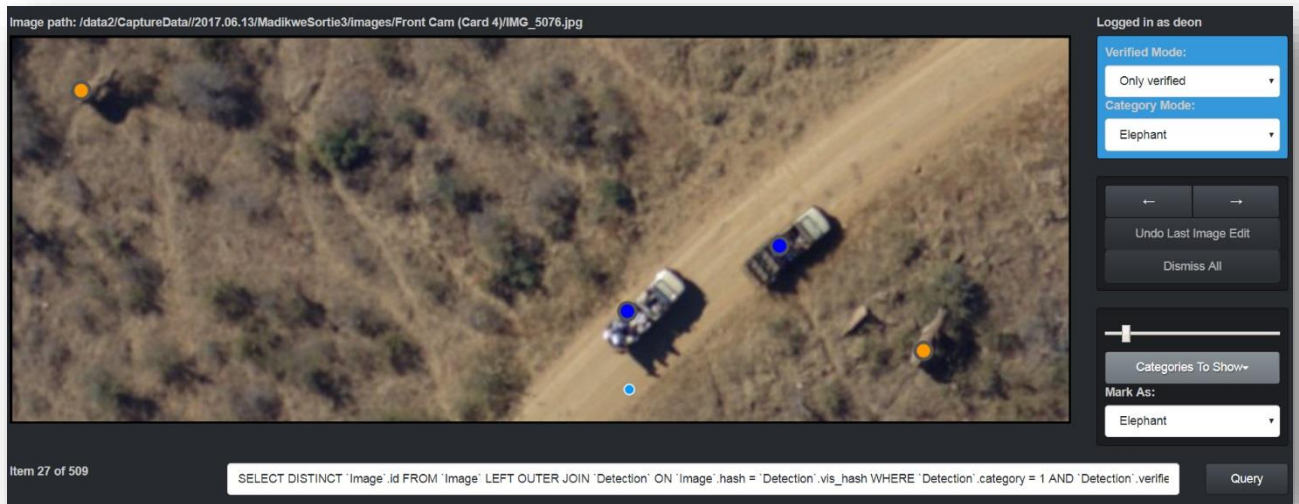 Image path: /data2/CaptureData//2017.06.13/MadikweSortie3/images/Front Cam (Card 4)/IMG_5076.jpg
Logged in as deon
Verified Mode:
Only verified
Category Mode:
Elephant
← →
Undo Last Image Edit
Dismiss All
Categories To Show
Mark As:
Elephant
Item 27 of 509
SELECT DISTINCT `Image`.id FROM `Image` LEFT OUTER JOIN `Detection` ON `Image`.hash = `Detection`.vis_hash WHERE `Detection`.category = 1 AND `Detection`.verifie
Query